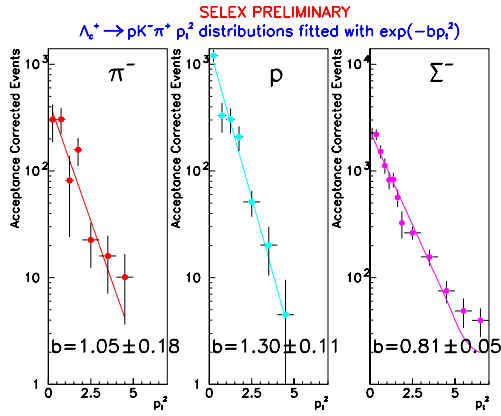 SELEX PRELIMINARY
Λc⁺ → pK⁻π⁺ pt² distributions fitted with exp(−bpt²)
π⁻
p
Σ⁻
Acceptance Corrected Events
Acceptance Corrected Events
Acceptance Corrected Events
10³
10²
10
1
10³
10²
10
1
10⁴
10³
10²
b=1.05±0.18
b=1.30±0.11
b=0.81±0.05
0 2.5 5
0 2.5 5
0 2.5 5
pt²
pt²
pt²